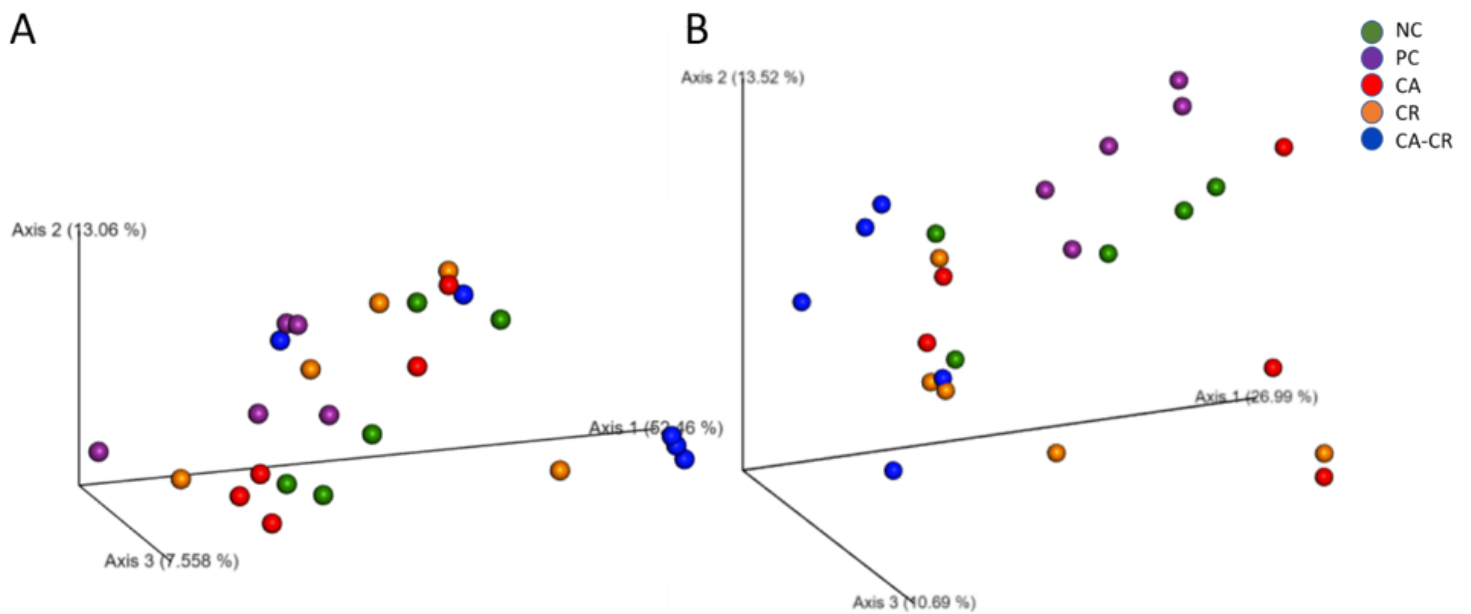 A
B
NC
PC
CA
CR
CA-CR
Axis 2 (13.06 %)
Axis 1 (52.46 %)
Axis 3 (7.558 %)
Axis 2 (13.52 %)
Axis 1 (26.99 %)
Axis 3 (10.69 %)